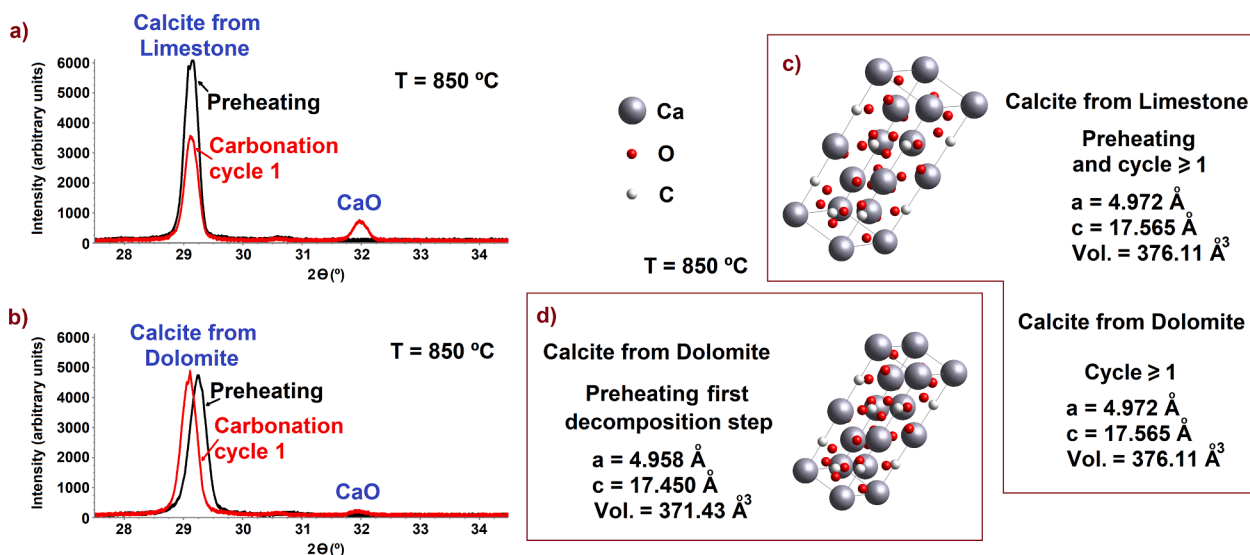 a)
Calcite from
Limestone
T = 850 ºC
Preheating
Carbonation
cycle 1
CaO
Intensity (arbitrary units)
6000
5000
4000
3000
2000
1000
0
28 29 30 31 32 33 34
2Θ(º)
Ca
O
C
T = 850 ºC
b)
Calcite from
Dolomite
T = 850 ºC
Preheating
Carbonation
cycle 1
CaO
Intensity (arbitrary units)
6000
5000
4000
3000
2000
1000
0
28 29 30 31 32 33 34
2Θ(º)
c)
Calcite from Limestone
Preheating
and cycle ⩾ 1
a = 4.972 Å
c = 17.565 Å
Vol. = 376.11 Å³
Calcite from Dolomite
Cycle ⩾ 1
a = 4.972 Å
c = 17.565 Å
Vol. = 376.11 Å³
d)
Calcite from Dolomite
Preheating first
decomposition step
a = 4.958 Å
c = 17.450 Å
Vol. = 371.43 Å³